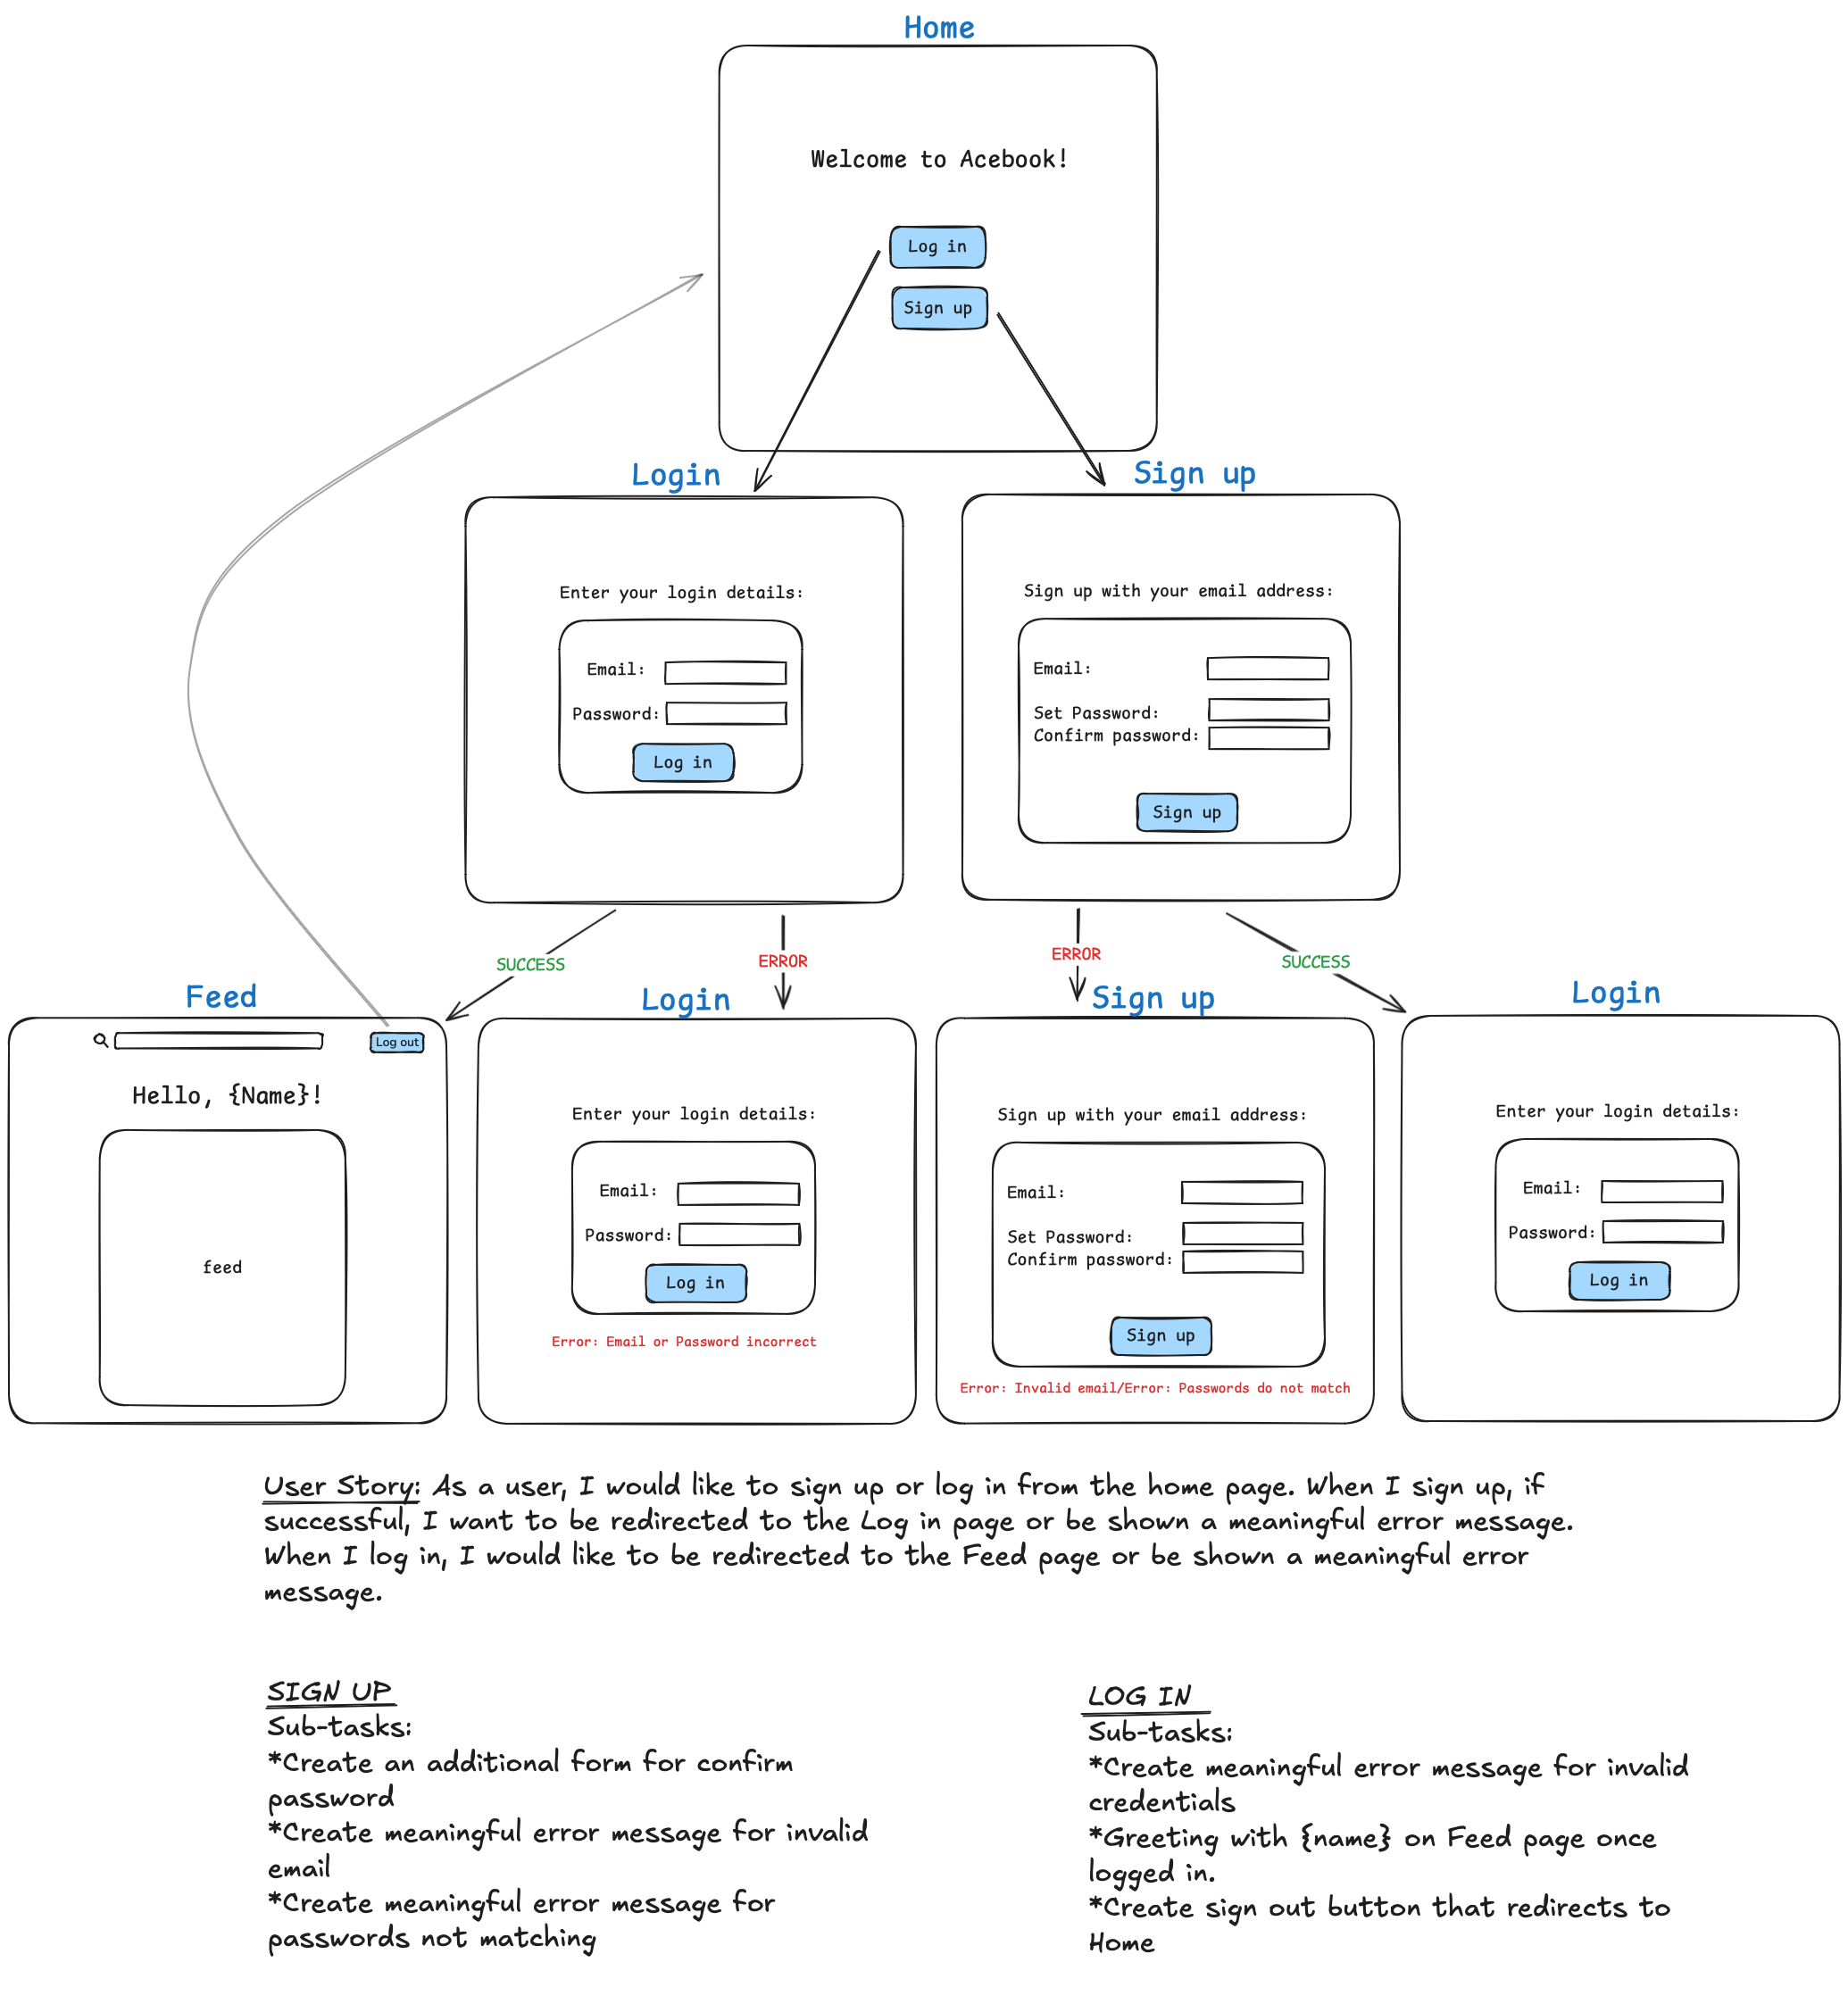 Home
Welcome to Acebook!
Log in
Sign up
Login
Enter your login details:
Email:
Password:
Log in
Sign up
Sign up with your email address:
Email:
Set Password:
Confirm password:
Sign up
SUCCESS
ERROR
ERROR
SUCCESS
Feed
Log out
Hello, {Name}!
feed
Login
Enter your login details:
Email:
Password:
Log in
Error: Email or Password incorrect
Sign up
Sign up with your email address:
Email:
Set Password:
Confirm password:
Sign up
Error: Invalid email/Error: Passwords do not match
Login
Enter your login details:
Email:
Password:
Log in
User Story: As a user, I would like to sign up or log in from the home page. When I sign up, if
successful, I want to be redirected to the Log in page or be shown a meaningful error message.
When I log in, I would like to be redirected to the Feed page or be shown a meaningful error
message.
SIGN UP
Sub-tasks:
*Create an additional form for confirm
password
*Create meaningful error message for invalid
email
*Create meaningful error message for
passwords not matching
LOG IN
Sub-tasks:
*Create meaningful error message for invalid
credentials
*Greeting with {name} on Feed page once
logged in.
*Create sign out button that redirects to
Home